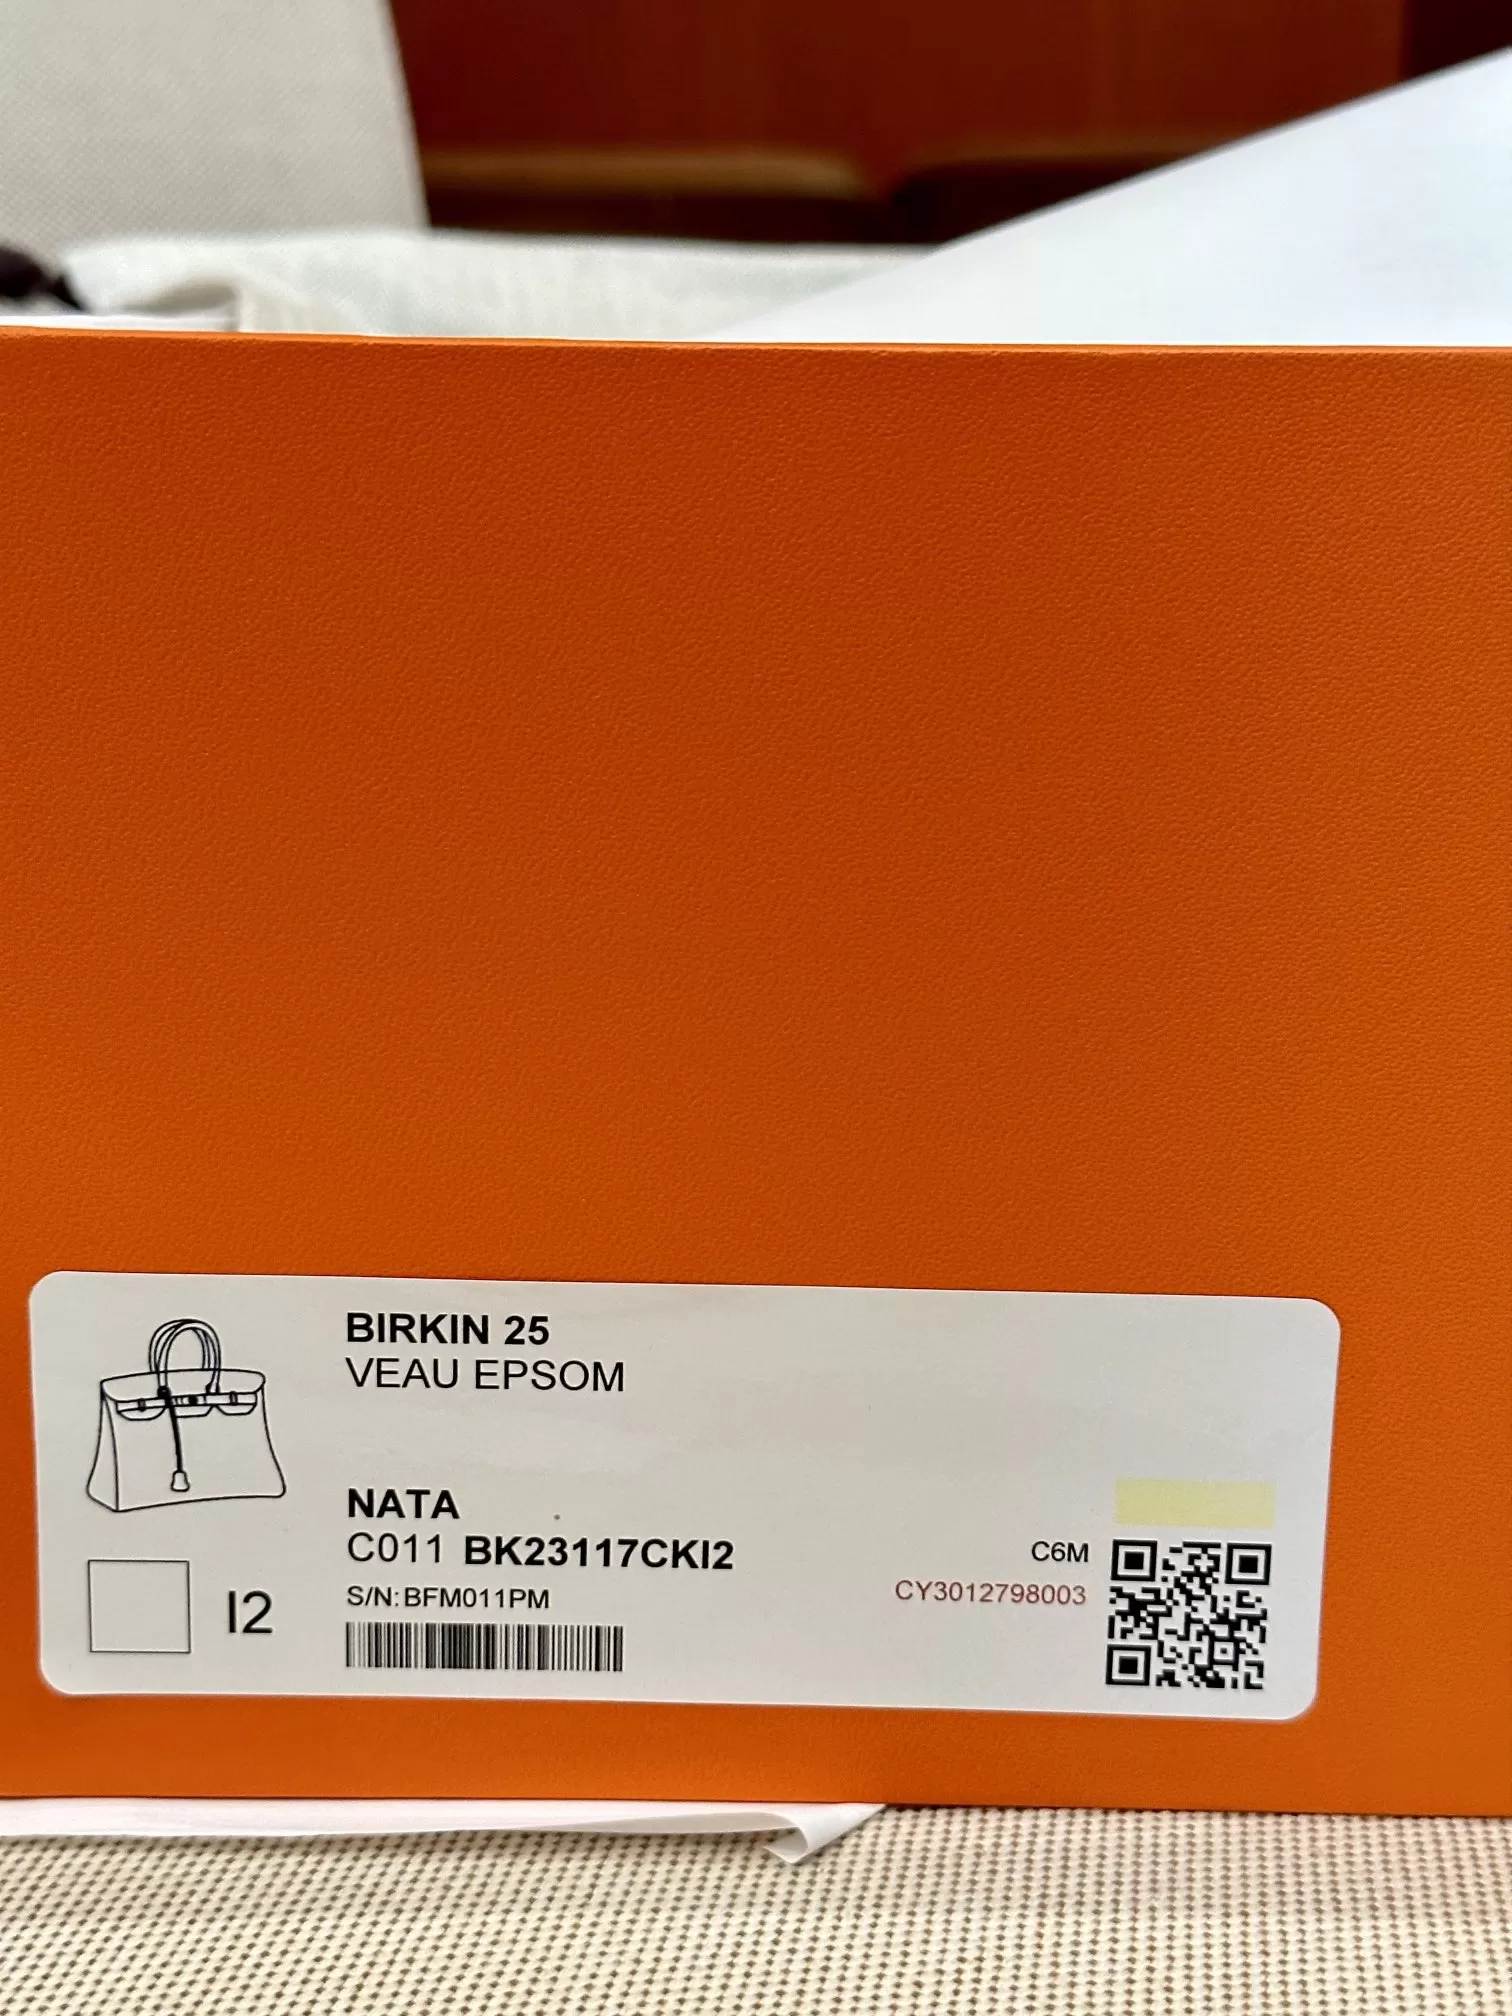 BIRKIN 25
VEAU EPSOM
NATA
C011 BK23117CKI2
S/N:BFM011PM
I2
C6M
CY3012798003